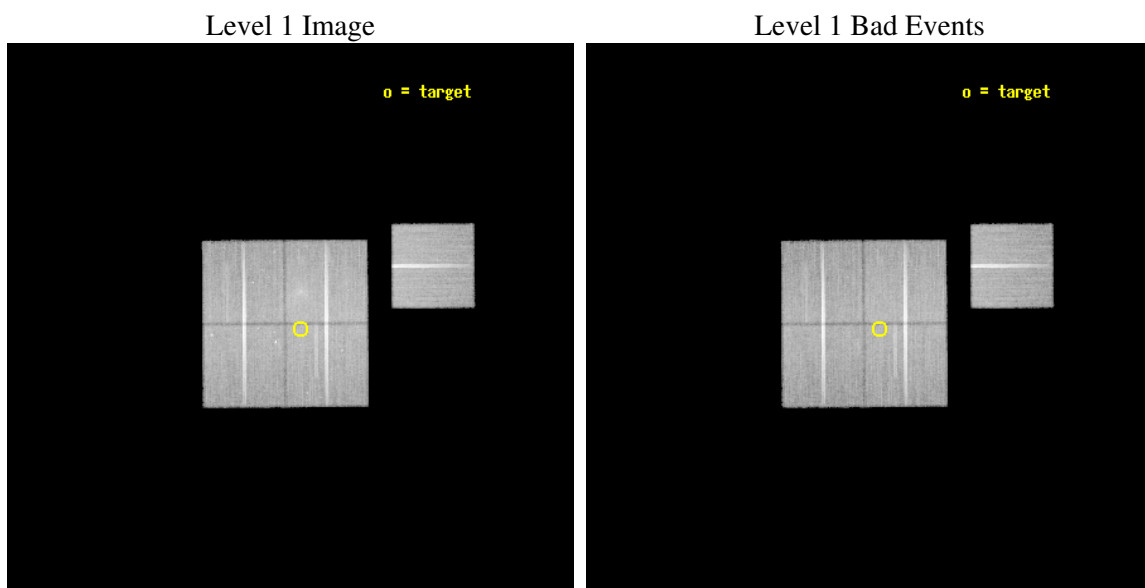 Level 1 Image
Level 1 Bad Events
o = target
o = target